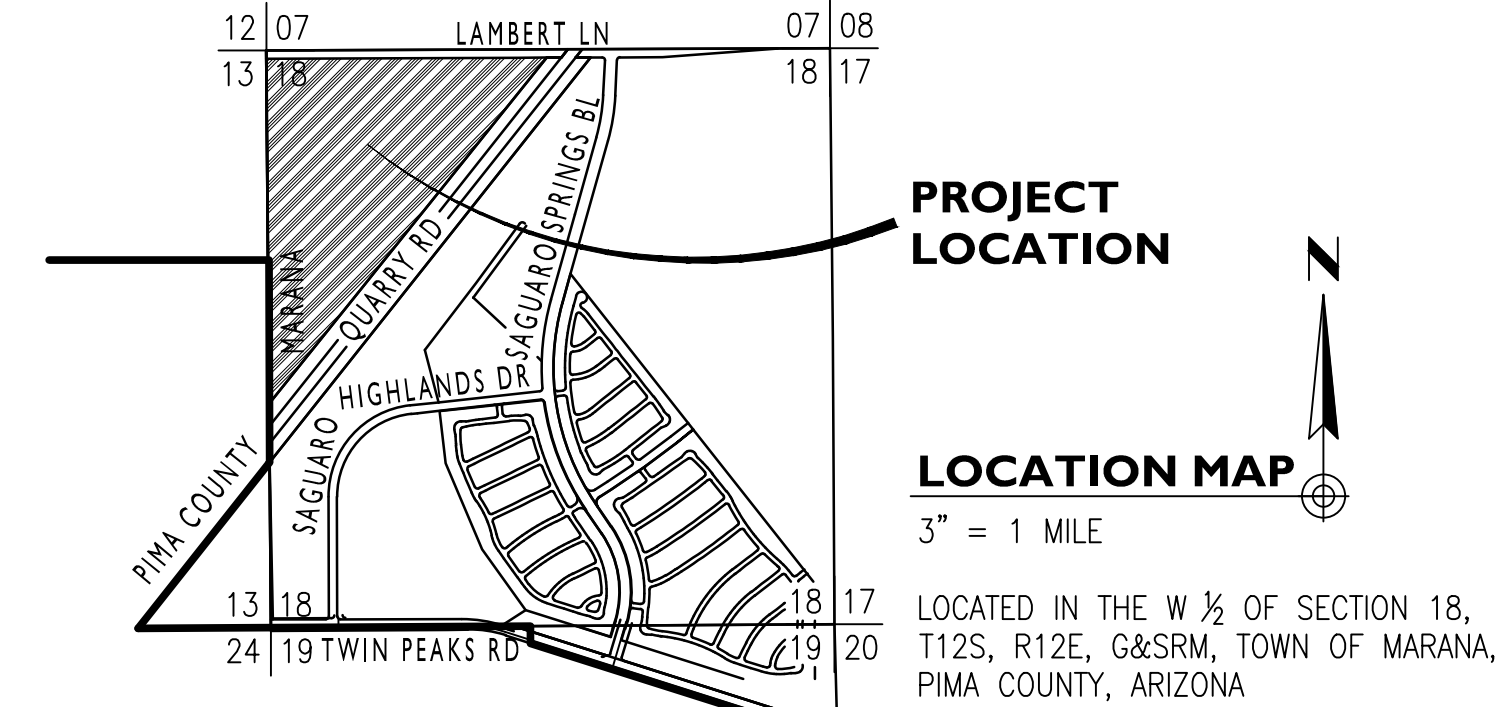 12 07
LAMBERT LN
07 08
13 18
18 17
SAGUARO SPRINGS BL
PROJECT
LOCATION
N
MARANA
QUARRY RD
HIGHLANDS DR
SAGUARO
PIMA COUNTY
LOCATION MAP
3” = 1 MILE
13 18
18 17
24 19
TWIN PEAKS RD
19 20
LOCATED IN THE W ½ OF SECTION 18,
T12S, R12E, G&SRM, TOWN OF MARANA,
PIMA COUNTY, ARIZONA